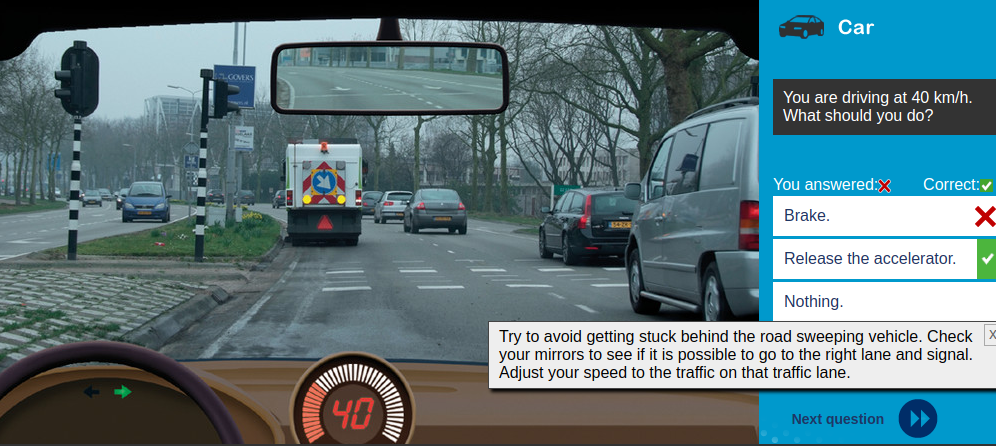 Car
You are driving at 40 km/h.
What should you do?
You answered:
Correct:
Brake.
Release the accelerator.
Nothing.
Try to avoid getting stuck behind the road sweeping vehicle. Check
your mirrors to see if it is possible to go to the right lane and signal.
Adjust your speed to the traffic on that traffic lane.
X
Next question
40
GOVERS